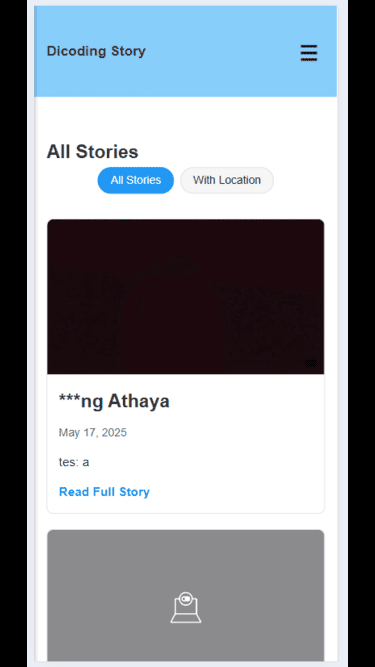 Dicoding Story
All Stories
All Stories
With Location
***ng Athaya
May 17, 2025
tes: a
Read Full Story